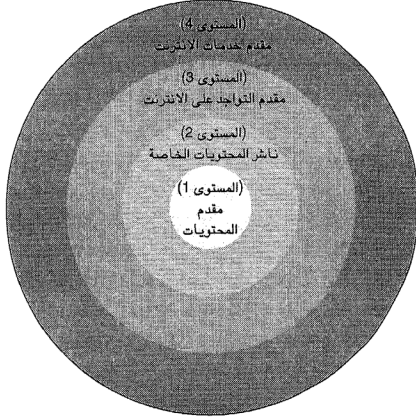 (المستوى 4)
مقدم خدمات الانترنت
(المستوى 3)
مقدم التواجد على الانترنت
(المستوى 2)
ناشر المحتويات الخاصة
(المستوى 1)
مقدم
المحتويات